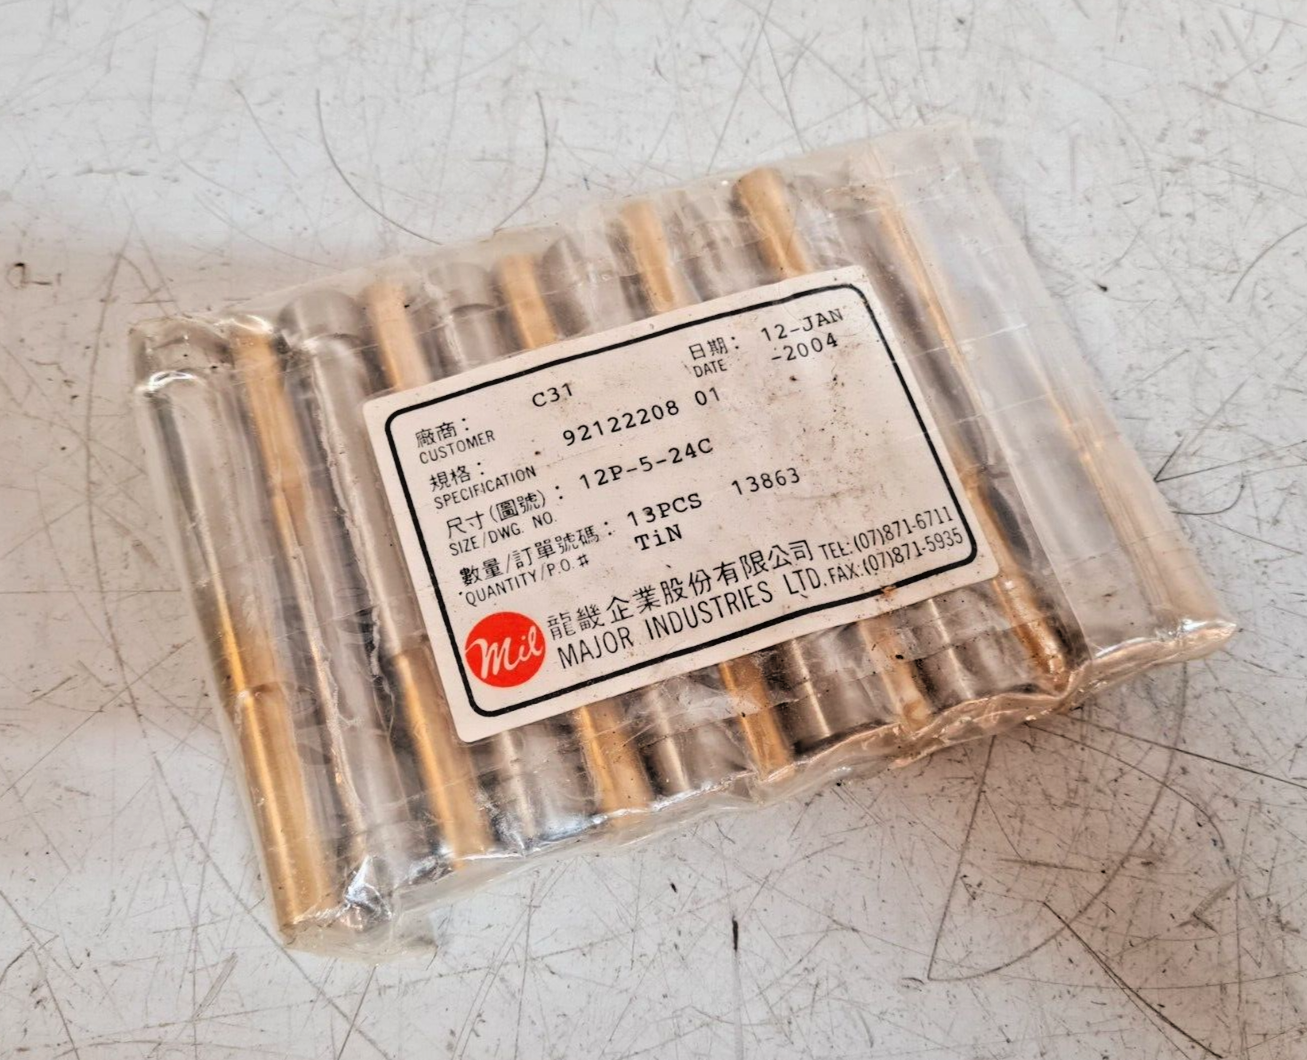 廠商： C31 日期： 12-JAN
CUSTOMER DATE -2004
規格： 92122208 01
SPECIFICATION
尺寸(圖號)： 12P-5-24C
SIZE/DWG. NO.
數量/訂單號碼： 13PCS 13863
QUANTITY/P.O.# TiN
Mil 龍畿企業股份有限公司 TEL:(07)871-6711
MAJOR INDUSTRIES LTD. FAX:(07)871-5935